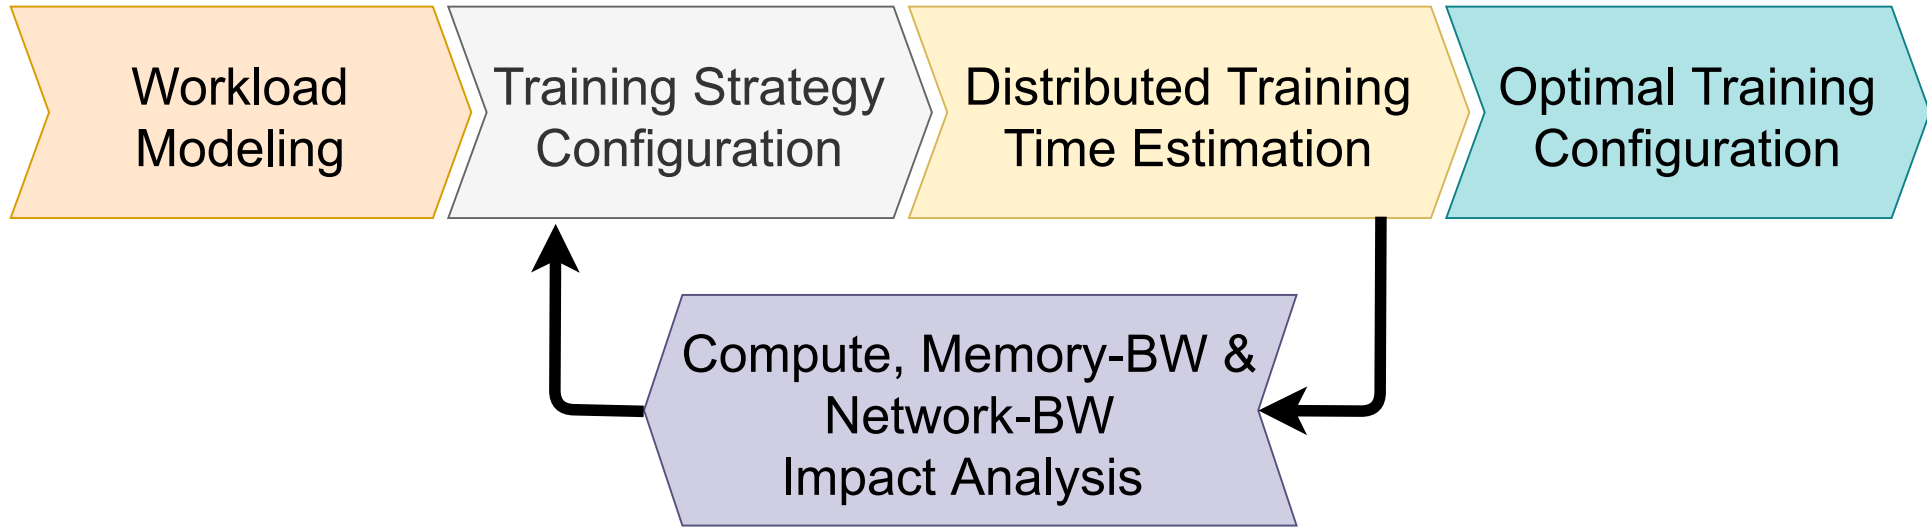 Workload
Modeling
Training Strategy
Configuration
Distributed Training
Time Estimation
Optimal Training
Configuration
Compute, Memory-BW &
Network-BW
Impact Analysis